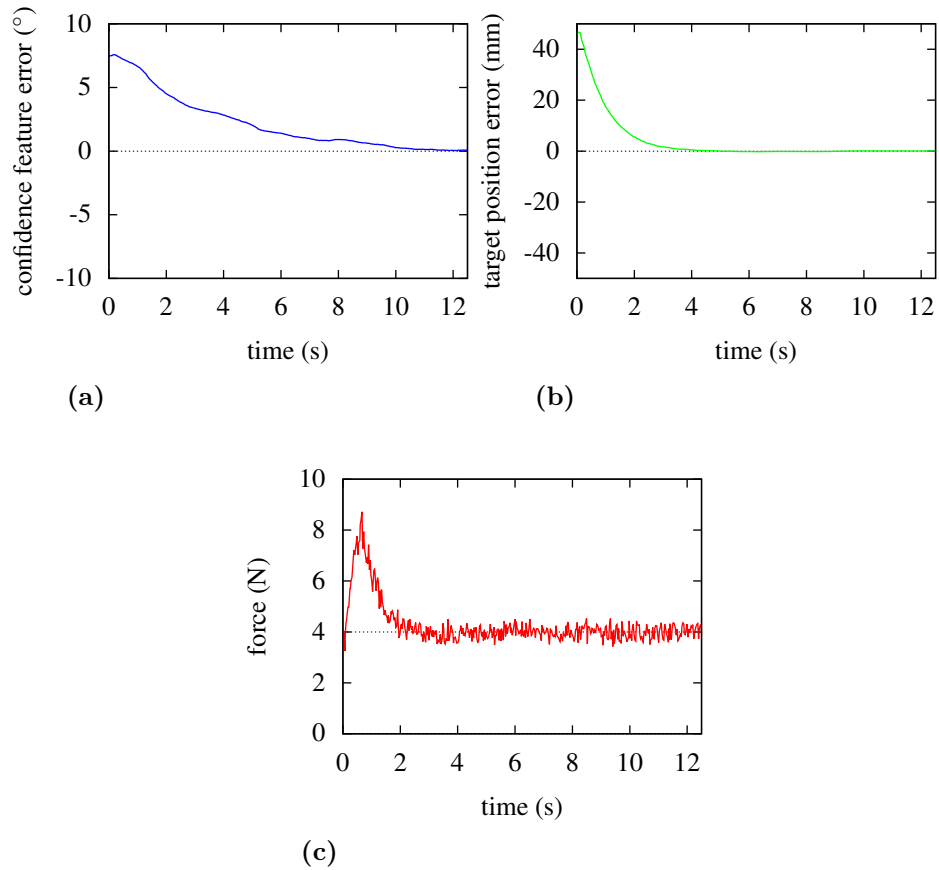 confidence feature error (°)
10
5
0
-5
-10
0 2 4 6 8 10 12
time (s)
(a)
target position error (mm)
40
20
0
-20
-40
0 2 4 6 8 10 12
time (s)
(b)
force (N)
10
8
6
4
2
0
0 2 4 6 8 10 12
time (s)
(c)